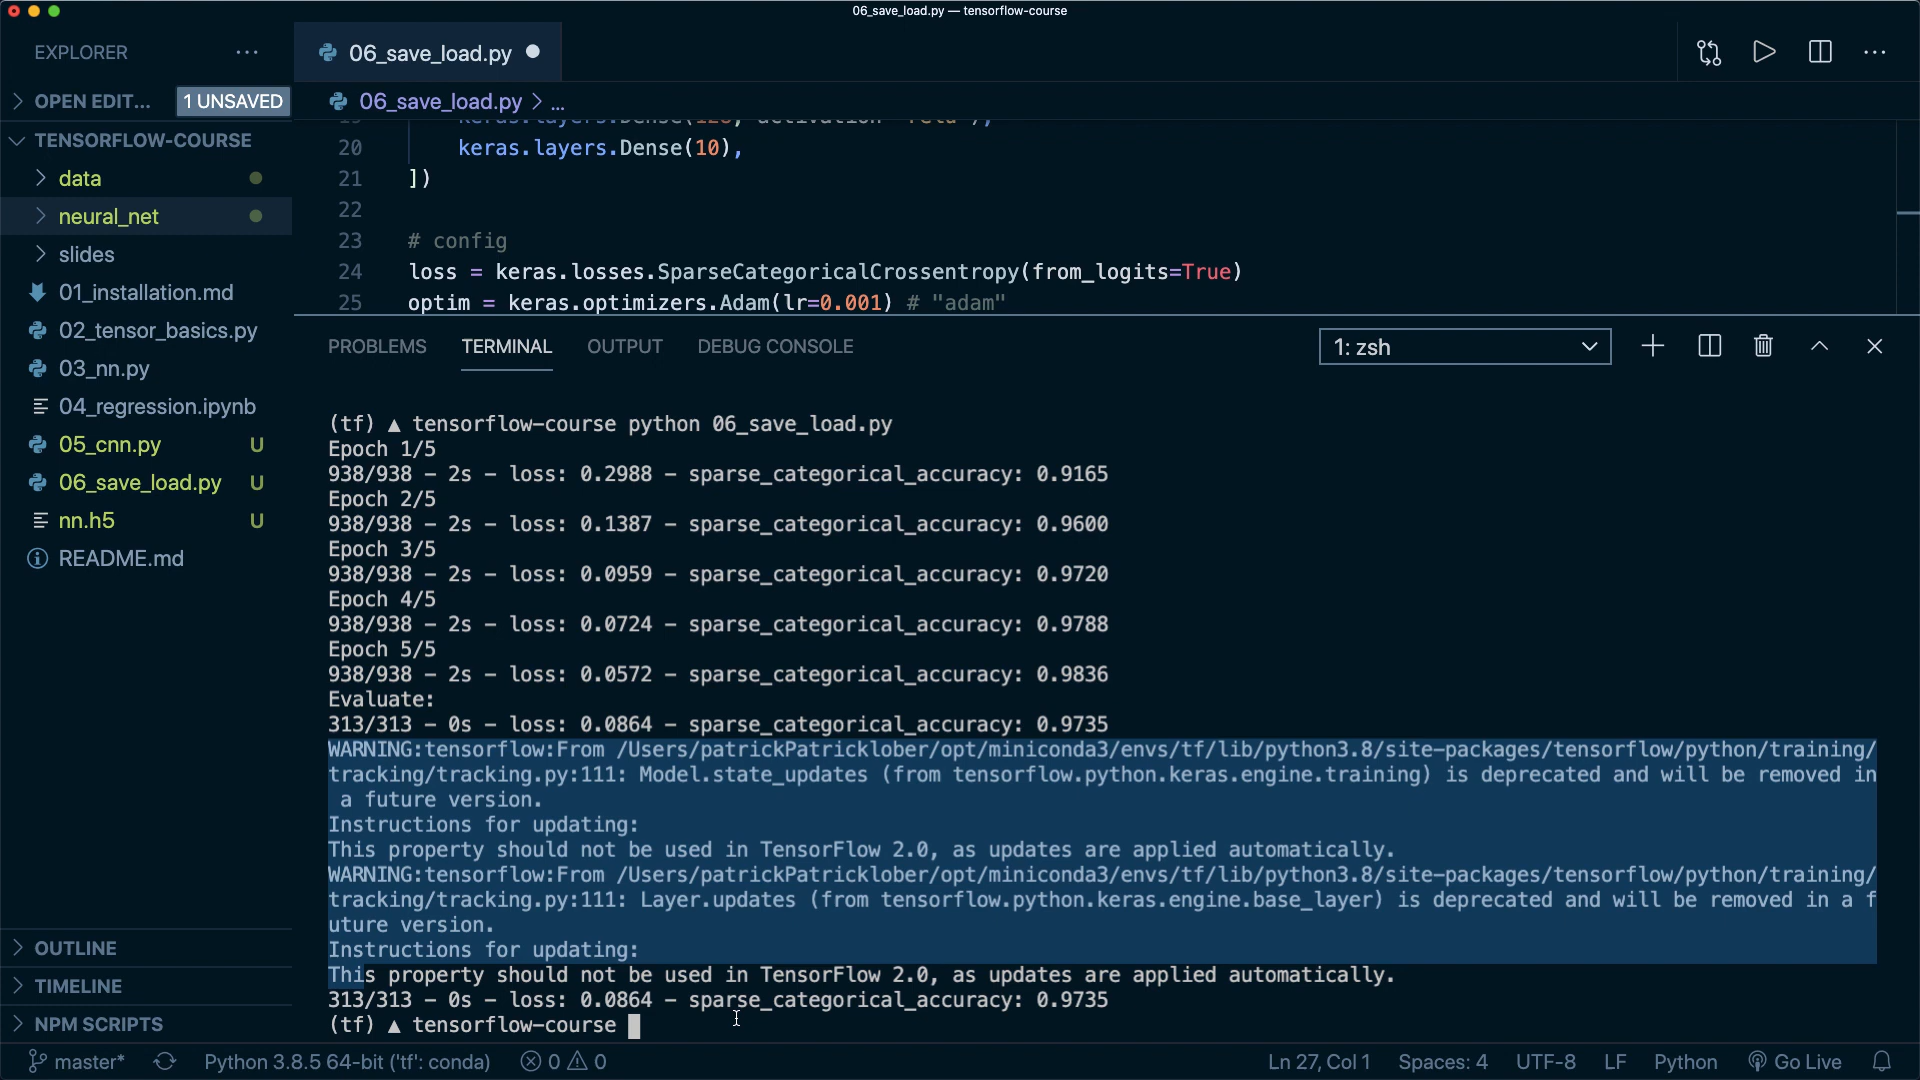 06_save_load.py — tensorflow-course
EXPLORER
06_save_load.py
OPEN EDIT... 1 UNSAVED
06_save_load.py > ...
TENSORFLOW-COURSE
data
neural_net
slides
01_installation.md
02_tensor_basics.py
03_nn.py
04_regression.ipynb
05_cnn.py U
06_save_load.py U
nn.h5 U
README.md
OUTLINE
TIMELINE
NPM SCRIPTS
20 keras.layers.Dense(10),
21 ])
22
23 # config
24 loss = keras.losses.SparseCategoricalCrossentropy(from_logits=True)
25 optim = keras.optimizers.Adam(lr=0.001) # "adam"
PROBLEMS TERMINAL OUTPUT DEBUG CONSOLE 1: zsh
(tf) ▲ tensorflow-course python 06_save_load.py
Epoch 1/5
938/938 - 2s - loss: 0.2988 - sparse_categorical_accuracy: 0.9165
Epoch 2/5
938/938 - 2s - loss: 0.1387 - sparse_categorical_accuracy: 0.9600
Epoch 3/5
938/938 - 2s - loss: 0.0959 - sparse_categorical_accuracy: 0.9720
Epoch 4/5
938/938 - 2s - loss: 0.0724 - sparse_categorical_accuracy: 0.9788
Epoch 5/5
938/938 - 2s - loss: 0.0572 - sparse_categorical_accuracy: 0.9836
Evaluate:
313/313 - 0s - loss: 0.0864 - sparse_categorical_accuracy: 0.9735
WARNING:tensorflow:From /Users/patrickPatricklober/opt/miniconda3/envs/tf/lib/python3.8/site-packages/tensorflow/python/training/
tracking/tracking.py:111: Model.state_updates (from tensorflow.python.keras.engine.training) is deprecated and will be removed in
a future version.
Instructions for updating:
This property should not be used in TensorFlow 2.0, as updates are applied automatically.
WARNING:tensorflow:From /Users/patrickPatricklober/opt/miniconda3/envs/tf/lib/python3.8/site-packages/tensorflow/python/training/
tracking/tracking.py:111: Layer.updates (from tensorflow.python.keras.engine.base_layer) is deprecated and will be removed in a f
uture version.
Instructions for updating:
This property should not be used in TensorFlow 2.0, as updates are applied automatically.
313/313 - 0s - loss: 0.0864 - sparse_categorical_accuracy: 0.9735
(tf) ▲ tensorflow-course
master* Python 3.8.5 64-bit ('tf': conda) 0 0 Ln 27, Col 1 Spaces: 4 UTF-8 LF Python Go Live